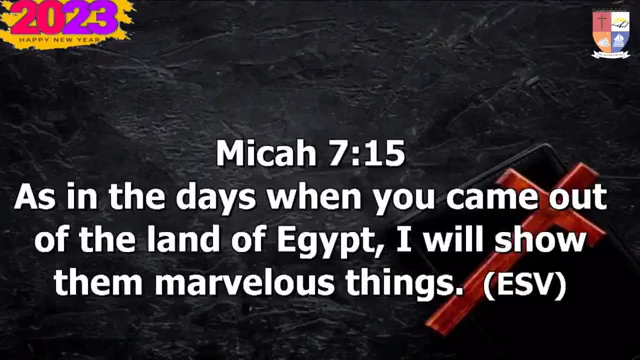 2023
HAPPY NEW YEAR
Micah 7:15
As in the days when you came out
of the land of Egypt, I will show
them marvelous things. (ESV)